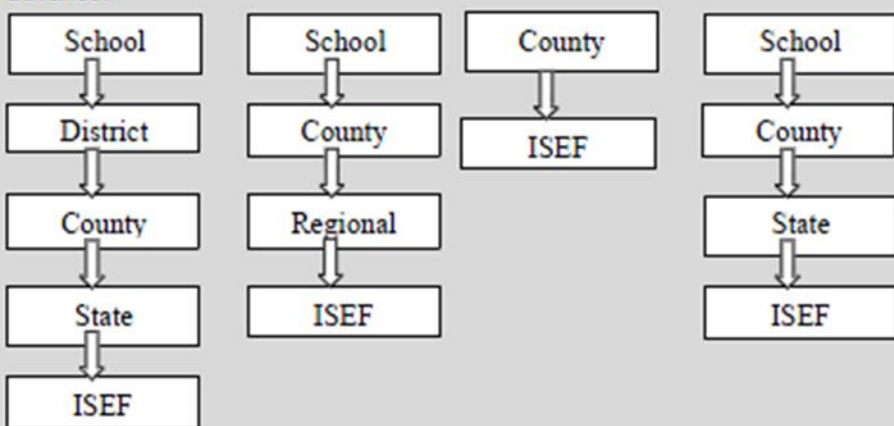 School
District
County
State
ISEF
School
County
Regional
ISEF
County
ISEF
School
County
State
ISEF